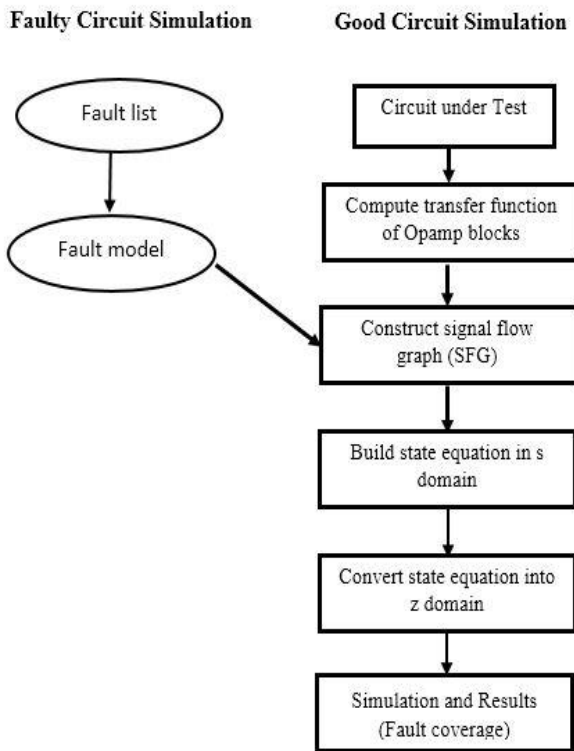 Faulty Circuit Simulation
Good Circuit Simulation
Fault list
Fault model
Circuit under Test
Compute transfer function
of Opamp blocks
Construct signal flow
graph (SFG)
Build state equation in s
domain
Convert state equation into
z domain
Simulation and Results
(Fault coverage)